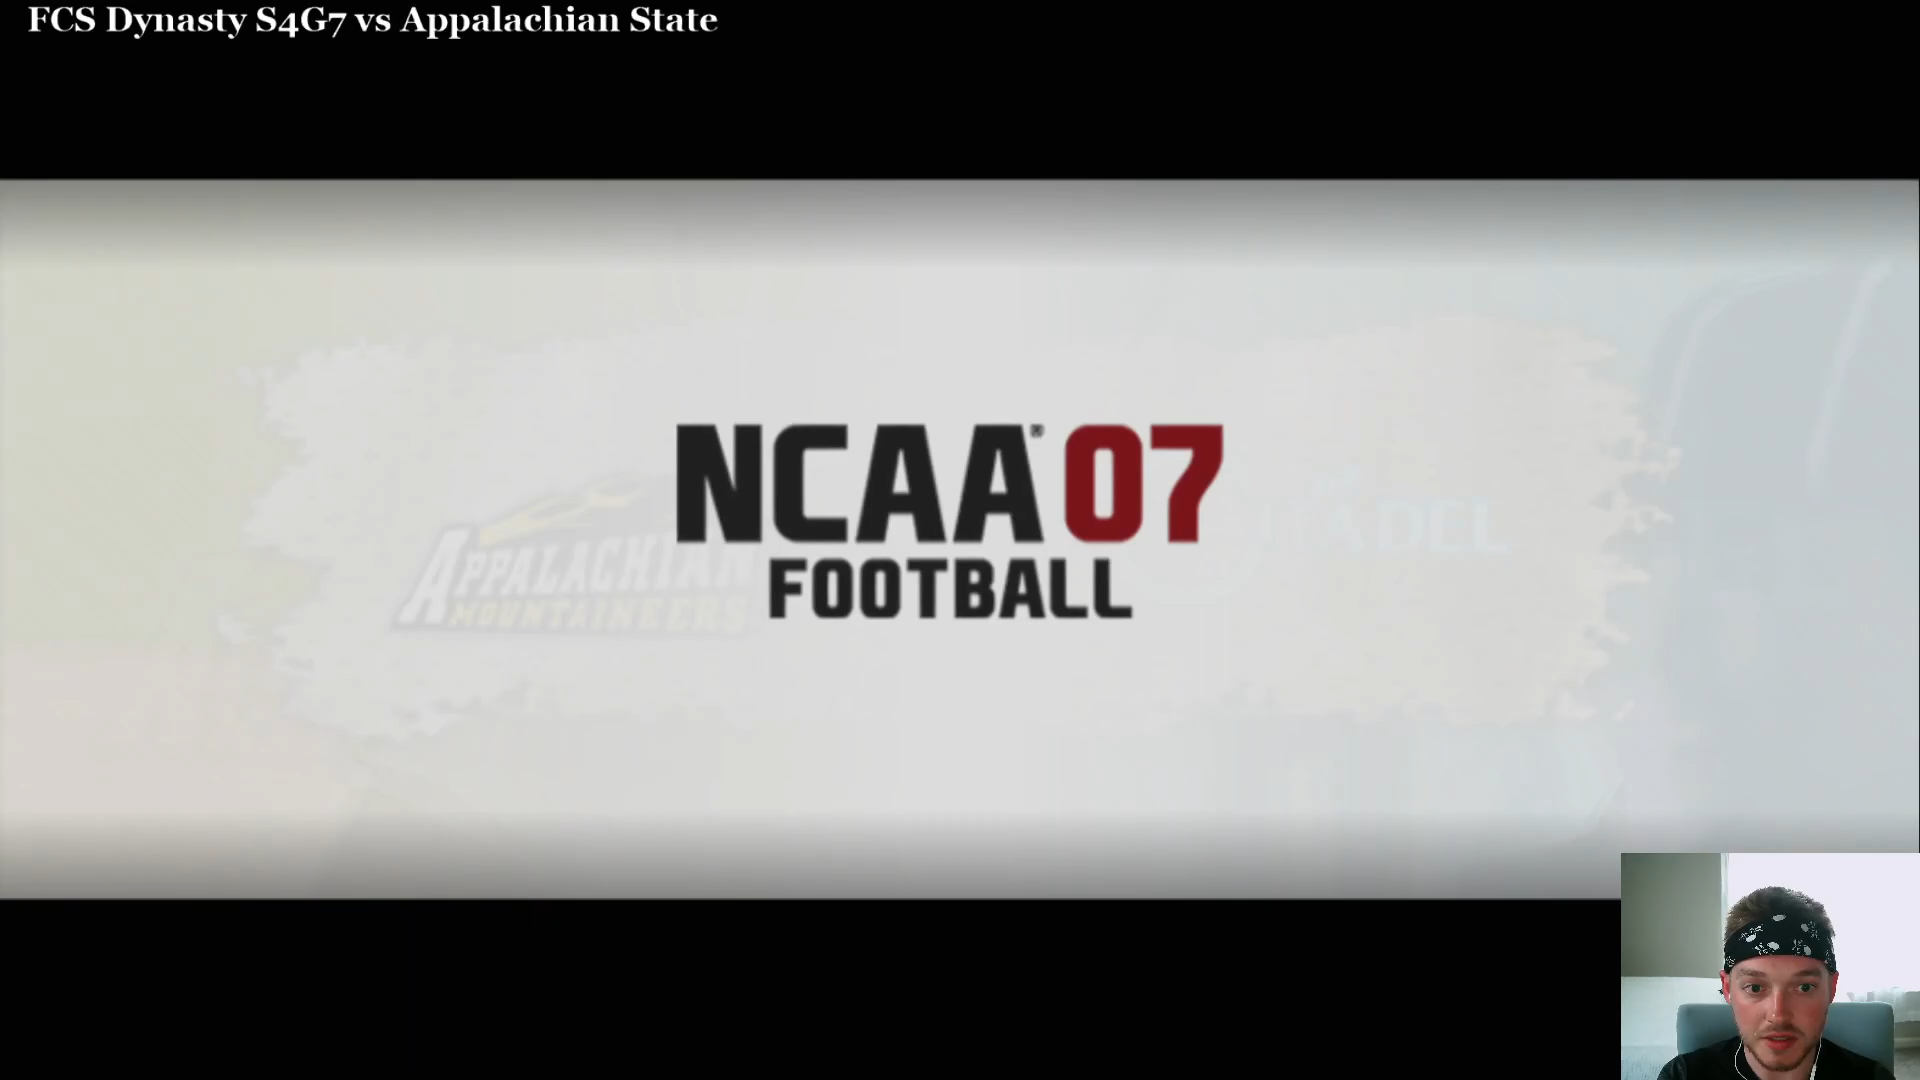 FCS Dynasty S4G7 vs Appalachian State
NCAA® 07
FOOTBALL
APPALACHIAN
MOUNTAINEERS